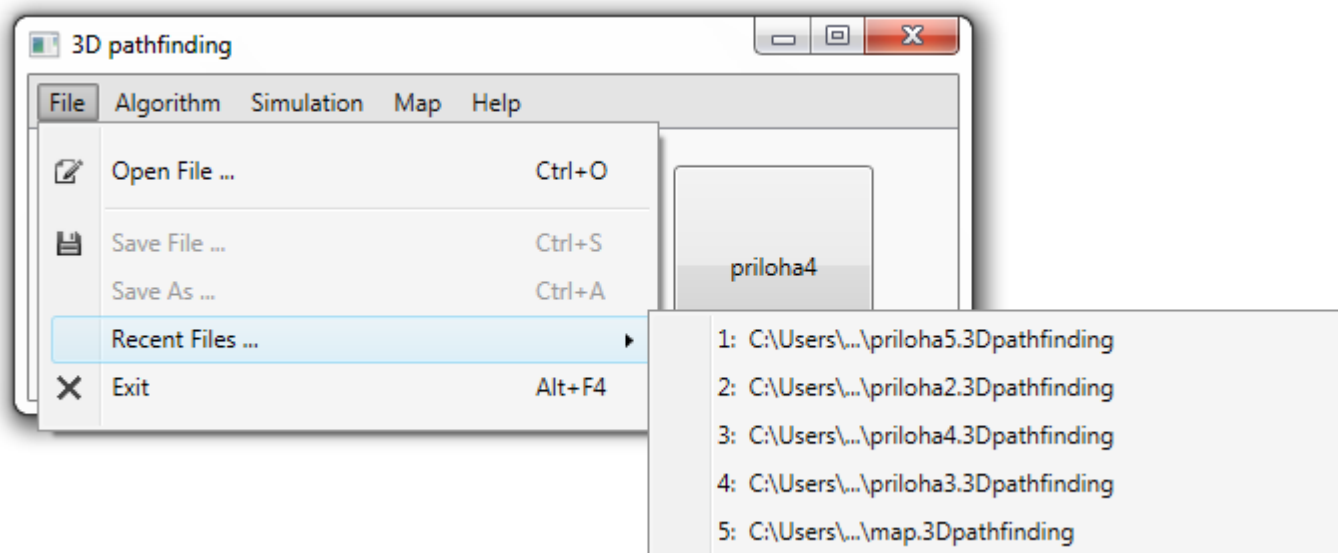 3D pathfinding
File Algorithm Simulation Map Help
Open File ... Ctrl+O
Save File ... Ctrl+S
Save As ... Ctrl+A
Recent Files ...
Exit Alt+F4
priloha4
1: C:\Users\...\priloha5.3Dpathfinding
2: C:\Users\...\priloha2.3Dpathfinding
3: C:\Users\...\priloha4.3Dpathfinding
4: C:\Users\...\priloha3.3Dpathfinding
5: C:\Users\...\map.3Dpathfinding